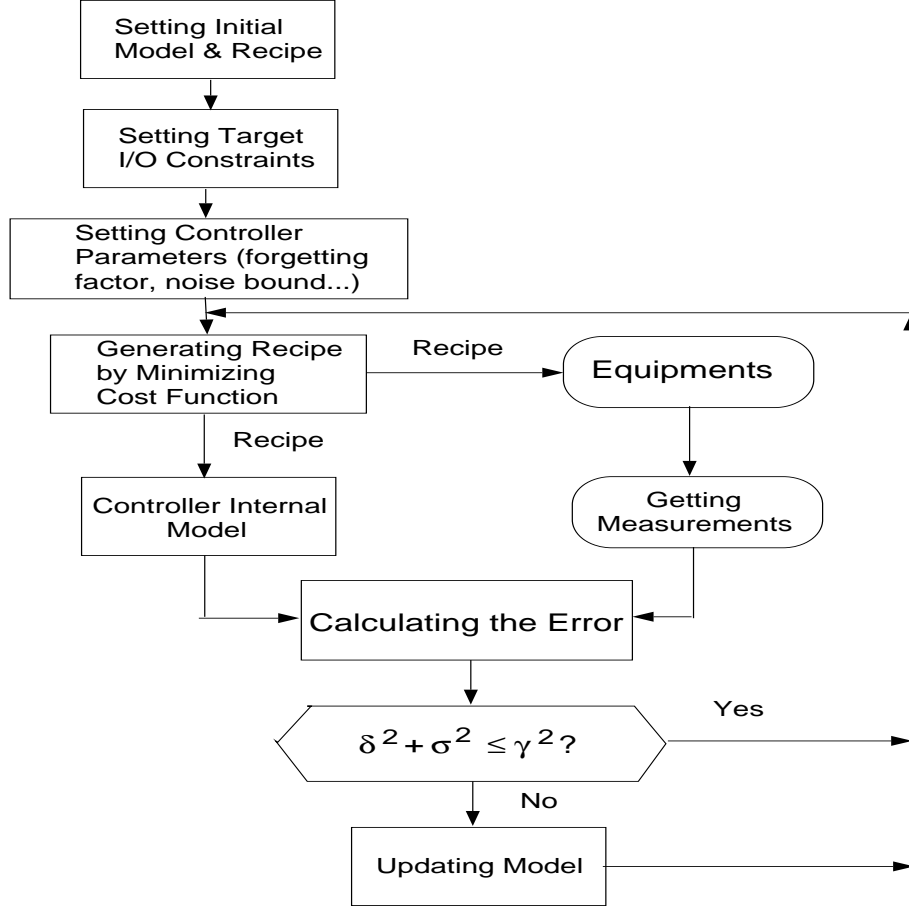 Setting Initial
Model & Recipe
Setting Target
I/O Constraints
Setting Controller
Parameters (forgetting
factor, noise bound...)
Generating Recipe
by Minimizing
Cost Function
Recipe
Equipments
Recipe
Controller Internal
Model
Getting
Measurements
Calculating the Error
δ² + σ² ≤ γ² ?
Yes
No
Updating Model